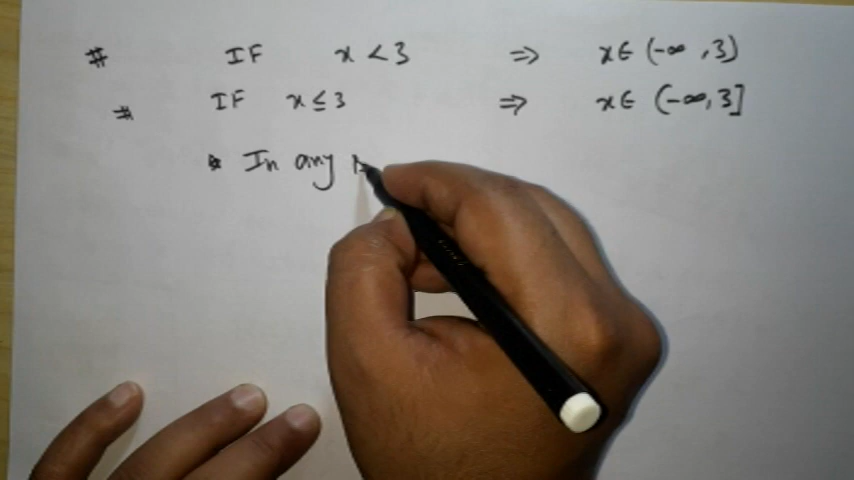 # IF x < 3 ⇒ x ∈ (-∞, 3)
# IF x ≤ 3 ⇒ x ∈ (-∞, 3]
* In any